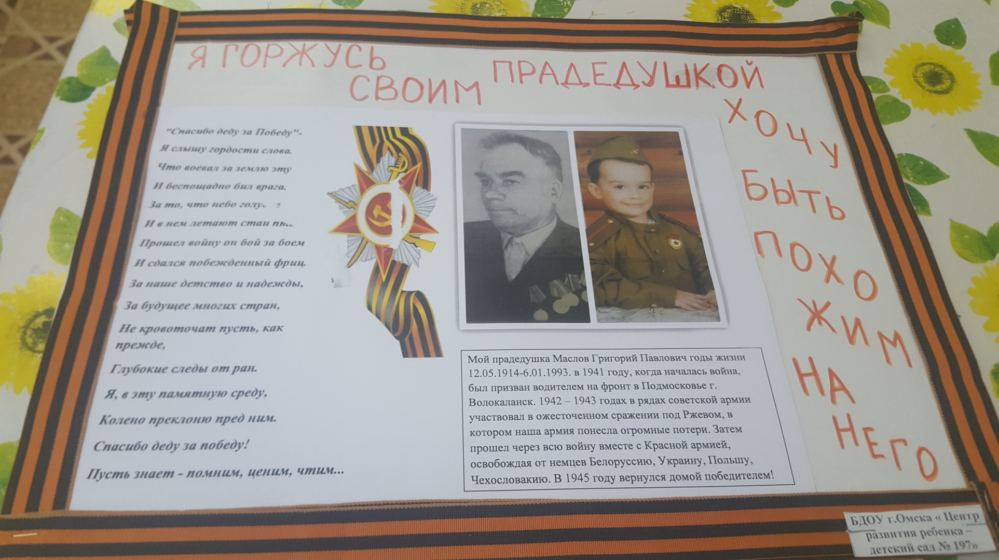 Я ГОРЖУСЬ
СВОИМ
ПРАДЕДУШКОЙ
ХОЧУ
БЫТЬ
ПОХО
ЖИМ
НА
НЕГО
"Спасибо деду за Победу"-
Я слышу гордости слова.
Что воевал за землю эту
И беспощадно бил врага.
За то, что небо
И в нем летают стаи
Прошел войну он бой за боем
И сдался побежденный фриц.
За наше детство и надежды,
За будущее многих стран,
Не кровоточат пусть, как
прежде,
Глубокие следы от ран.
Я, в эту памятную среду,
Колено преклоню пред ним.
Спасибо деду за победу!
Пусть знает - помним, ценим, чтим...
Мой прадедушка Маслов Григорий Павлович годы жизни
12.05.1914-6.01.1993. в 1941 году, когда началась война,
был призван водителем на фронт в Подмосковье г.
Волокаланск. 1942 – 1943 годах в рядах советской армии
участвовал в ожесточенном сражении под Ржевом, в
котором наша армия понесла огромные потери. Затем
прошел через всю войну вместе с Красной армией,
освобождая от немцев Белоруссию, Украину, Польшу,
Чехословакию. В 1945 году вернулся домой победителем!
БДОУ г.Омска « Центр
развития ребенка –
детский сад № 197»